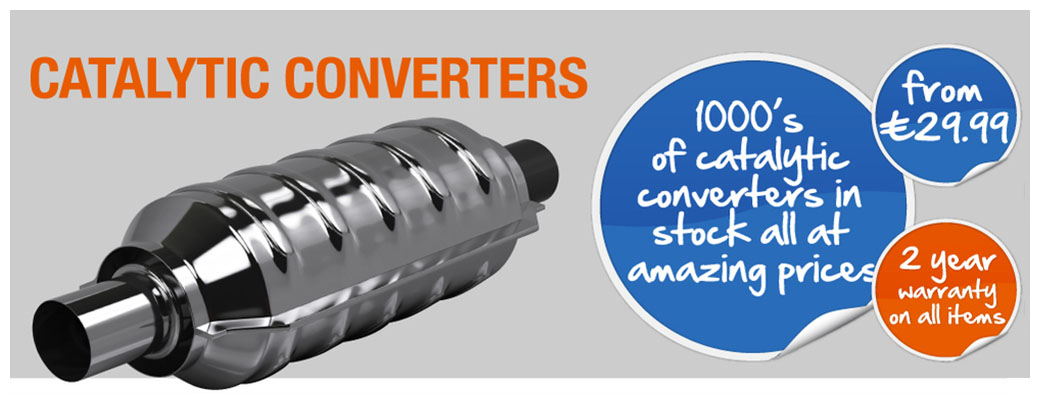 CATALYTIC CONVERTERS
1000's
of catalytic
converters in
stock all at
amazing prices
from
€29.99
2 year
warranty
on all items